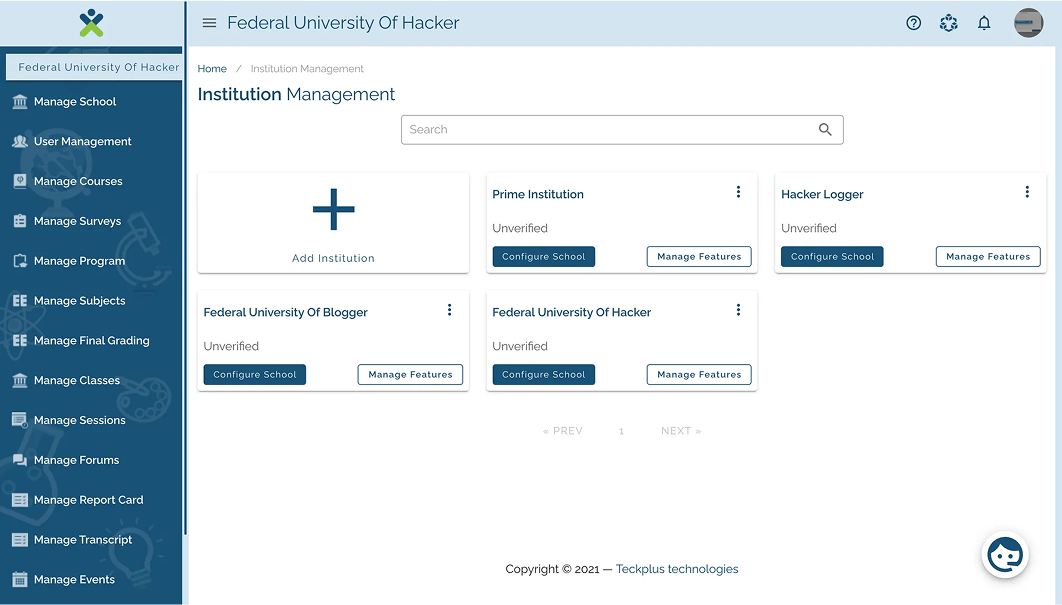 Federal University Of Hacker
Federal University Of Hacker
Manage School
User Management
Manage Courses
Manage Surveys
Manage Program
Manage Subjects
Manage Final Grading
Manage Classes
Manage Sessions
Manage Forums
Manage Report Card
Manage Transcript
Manage Events
Home / Institution Management
Institution Management
Search
Add Institution
Prime Institution
Unverified
Configure School Manage Features
Hacker Logger
Unverified
Configure School Manage Features
Federal University Of Blogger
Unverified
Configure School Manage Features
Federal University Of Hacker
Unverified
Configure School Manage Features
« PREV 1 NEXT »
Copyright © 2021 — Teckplus technologies